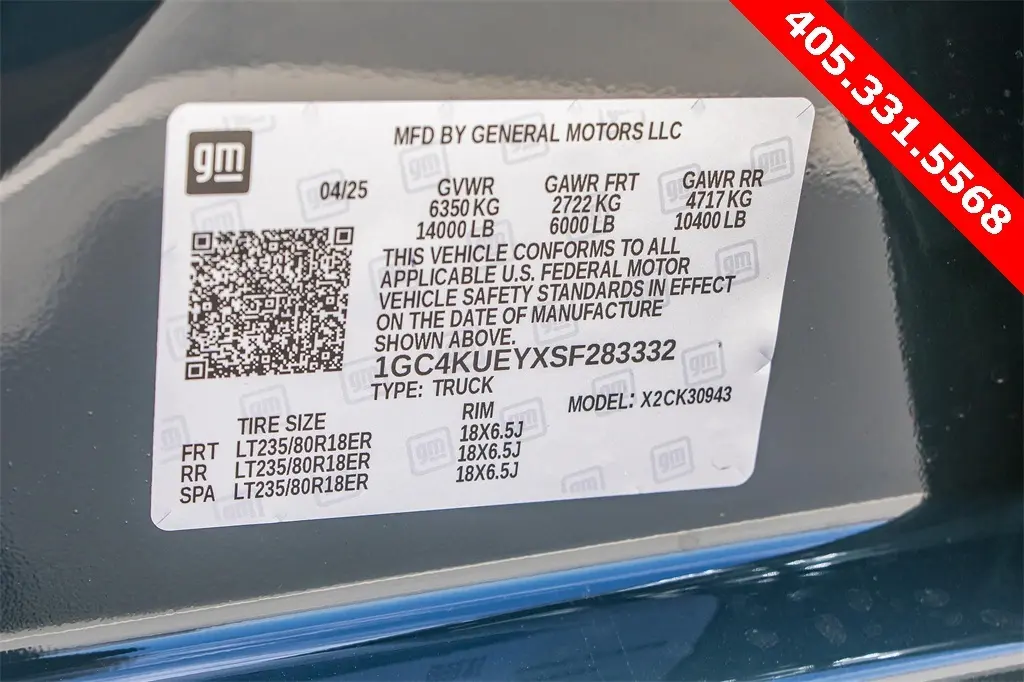 405.331.5568
gm
MFD BY GENERAL MOTORS LLC
04/25
GVWR GAWR FRT GAWR RR
6350 KG 2722 KG 4717 KG
14000 LB 6000 LB 10400 LB
THIS VEHICLE CONFORMS TO ALL
APPLICABLE U.S. FEDERAL MOTOR
VEHICLE SAFETY STANDARDS IN EFFECT
ON THE DATE OF MANUFACTURE
SHOWN ABOVE.
1GC4KUEYXSF283332
TYPE: TRUCK
MODEL: X2CK30943
TIRE SIZE RIM
FRT LT235/80R18ER 18X6.5J
RR LT235/80R18ER 18X6.5J
SPA LT235/80R18ER 18X6.5J